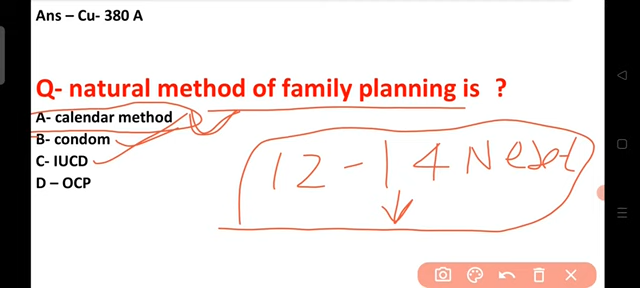 Ans – Cu- 380 A
Q- natural method of family planning is ?
A- calendar method
B- condom
C- IUCD
D – OCP
12-14 Next